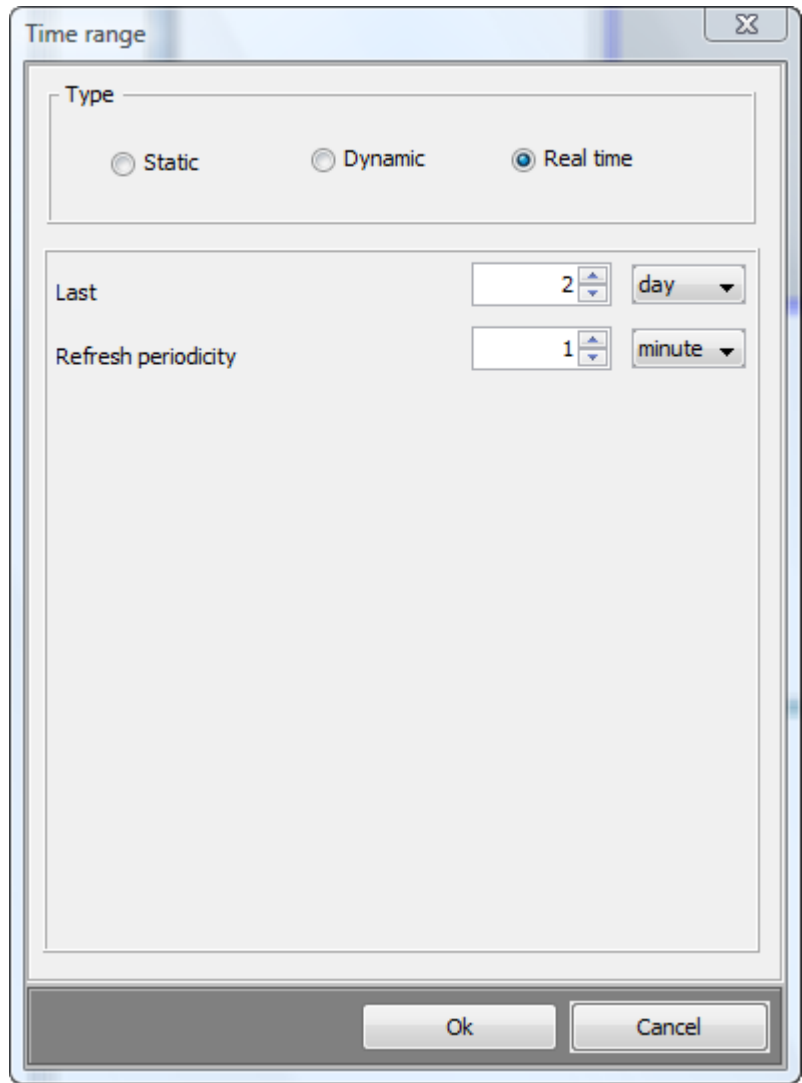 Time range
Type
Static Dynamic Real time
Last 2 day
Refresh periodicity 1 minute
Ok Cancel